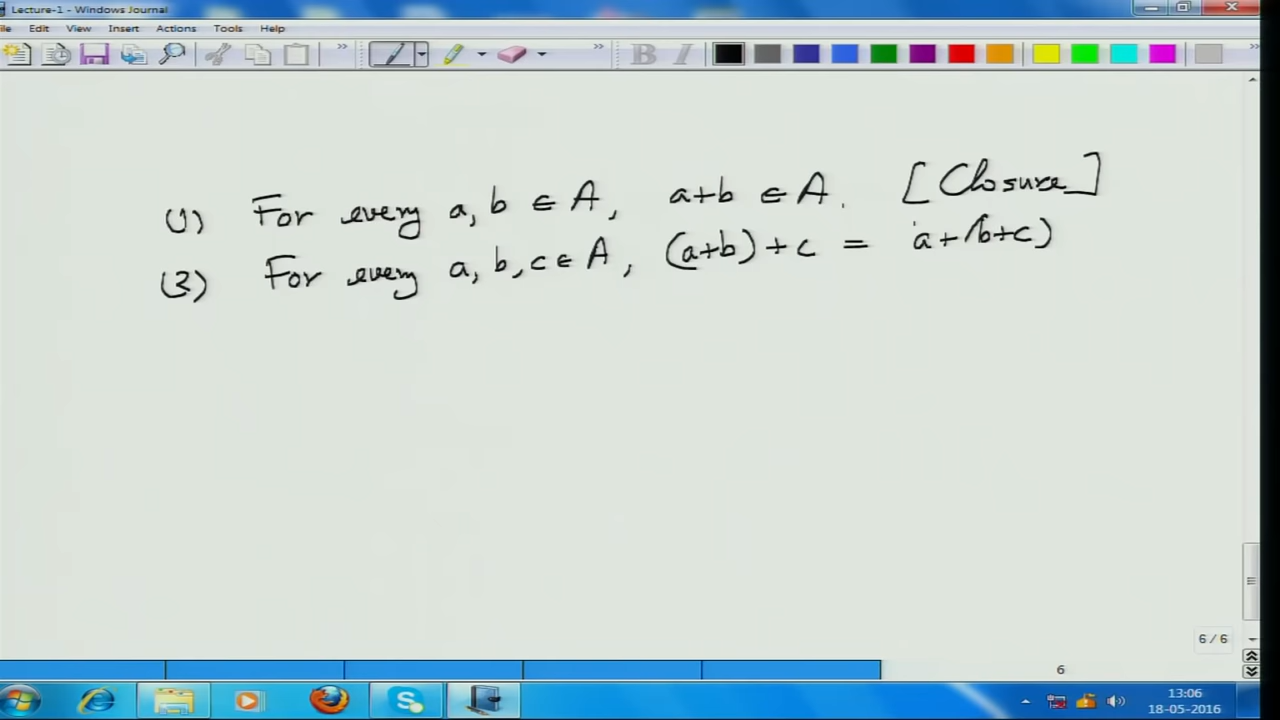 Lecture-1 - Windows Journal
ile Edit View Insert Actions Tools Help
(1) For every a, b ∈ A, a+b ∈ A. [Closure]
(3) For every a, b, c ∈ A, (a+b)+c = a+(b+c)
6 / 6
6
13:06
18-05-2016